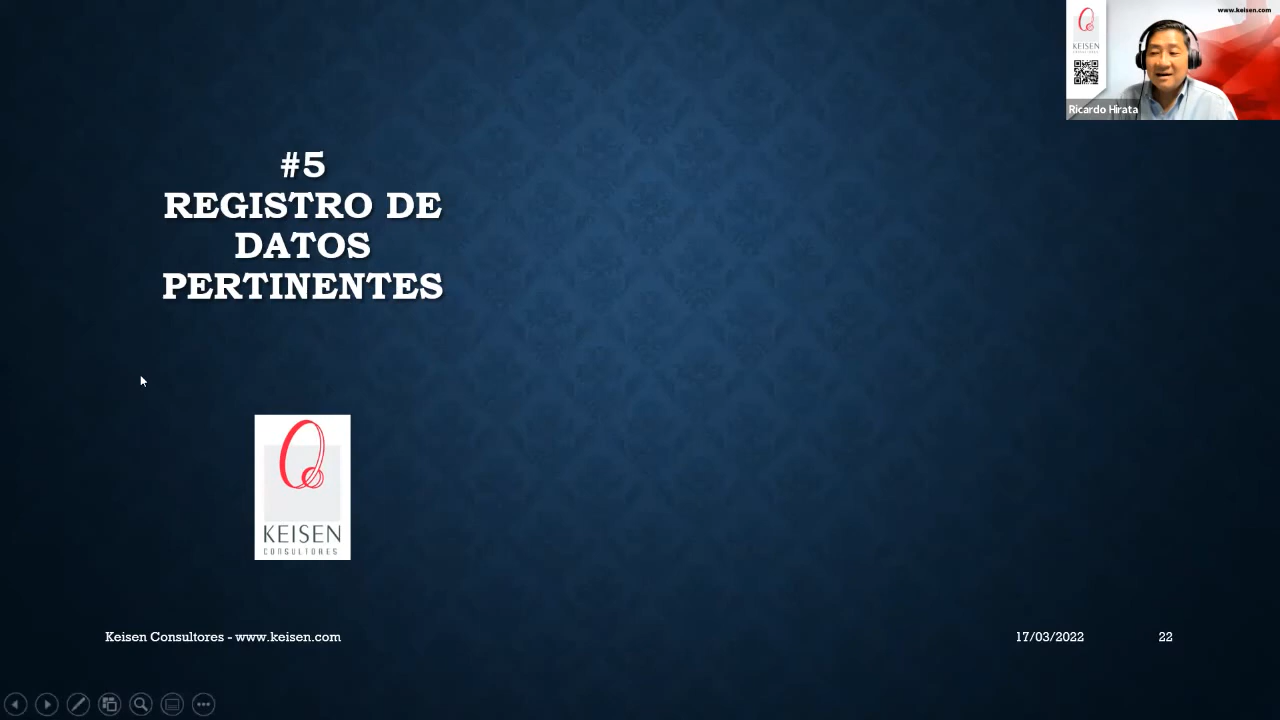 www.keisen.com
KEISEN
Ricardo Hirata
#5
REGISTRO DE
DATOS
PERTINENTES
KEISEN
CONSULTORES
Keisen Consultores - www.keisen.com
17/03/2022
22